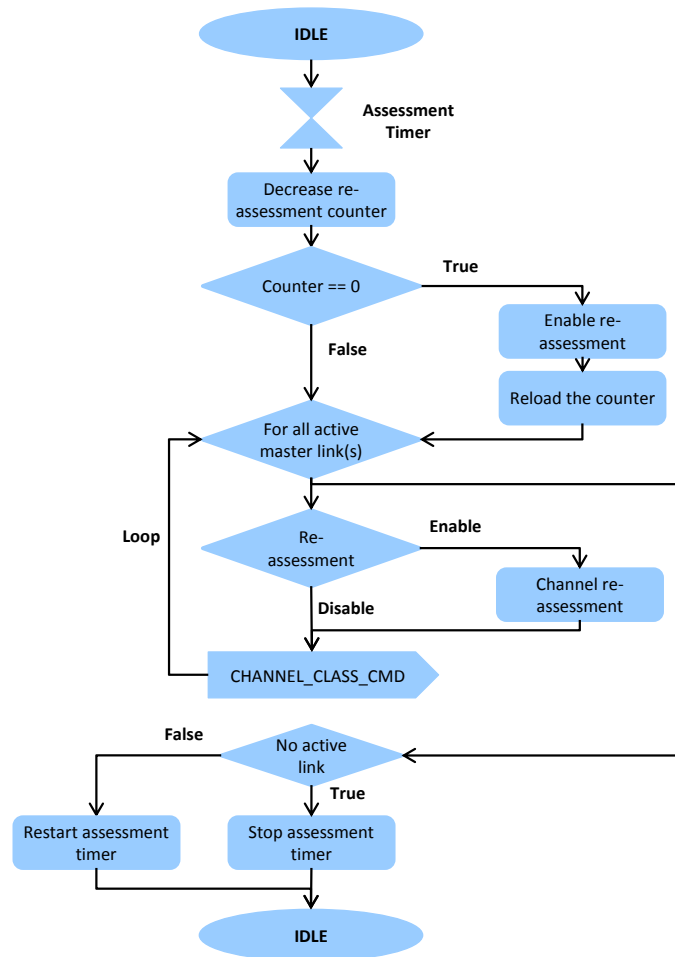 IDLE
Assessment
Timer
Decrease re-
assessment counter
True
Counter == 0
Enable re-
assessment
False
Reload the counter
For all active
master link(s)
Loop
Enable
Re-
assessment
Channel re-
assessment
Disable
CHANNEL_CLASS_CMD
False
No active
link
True
Restart assessment
timer
Stop assessment
timer
IDLE